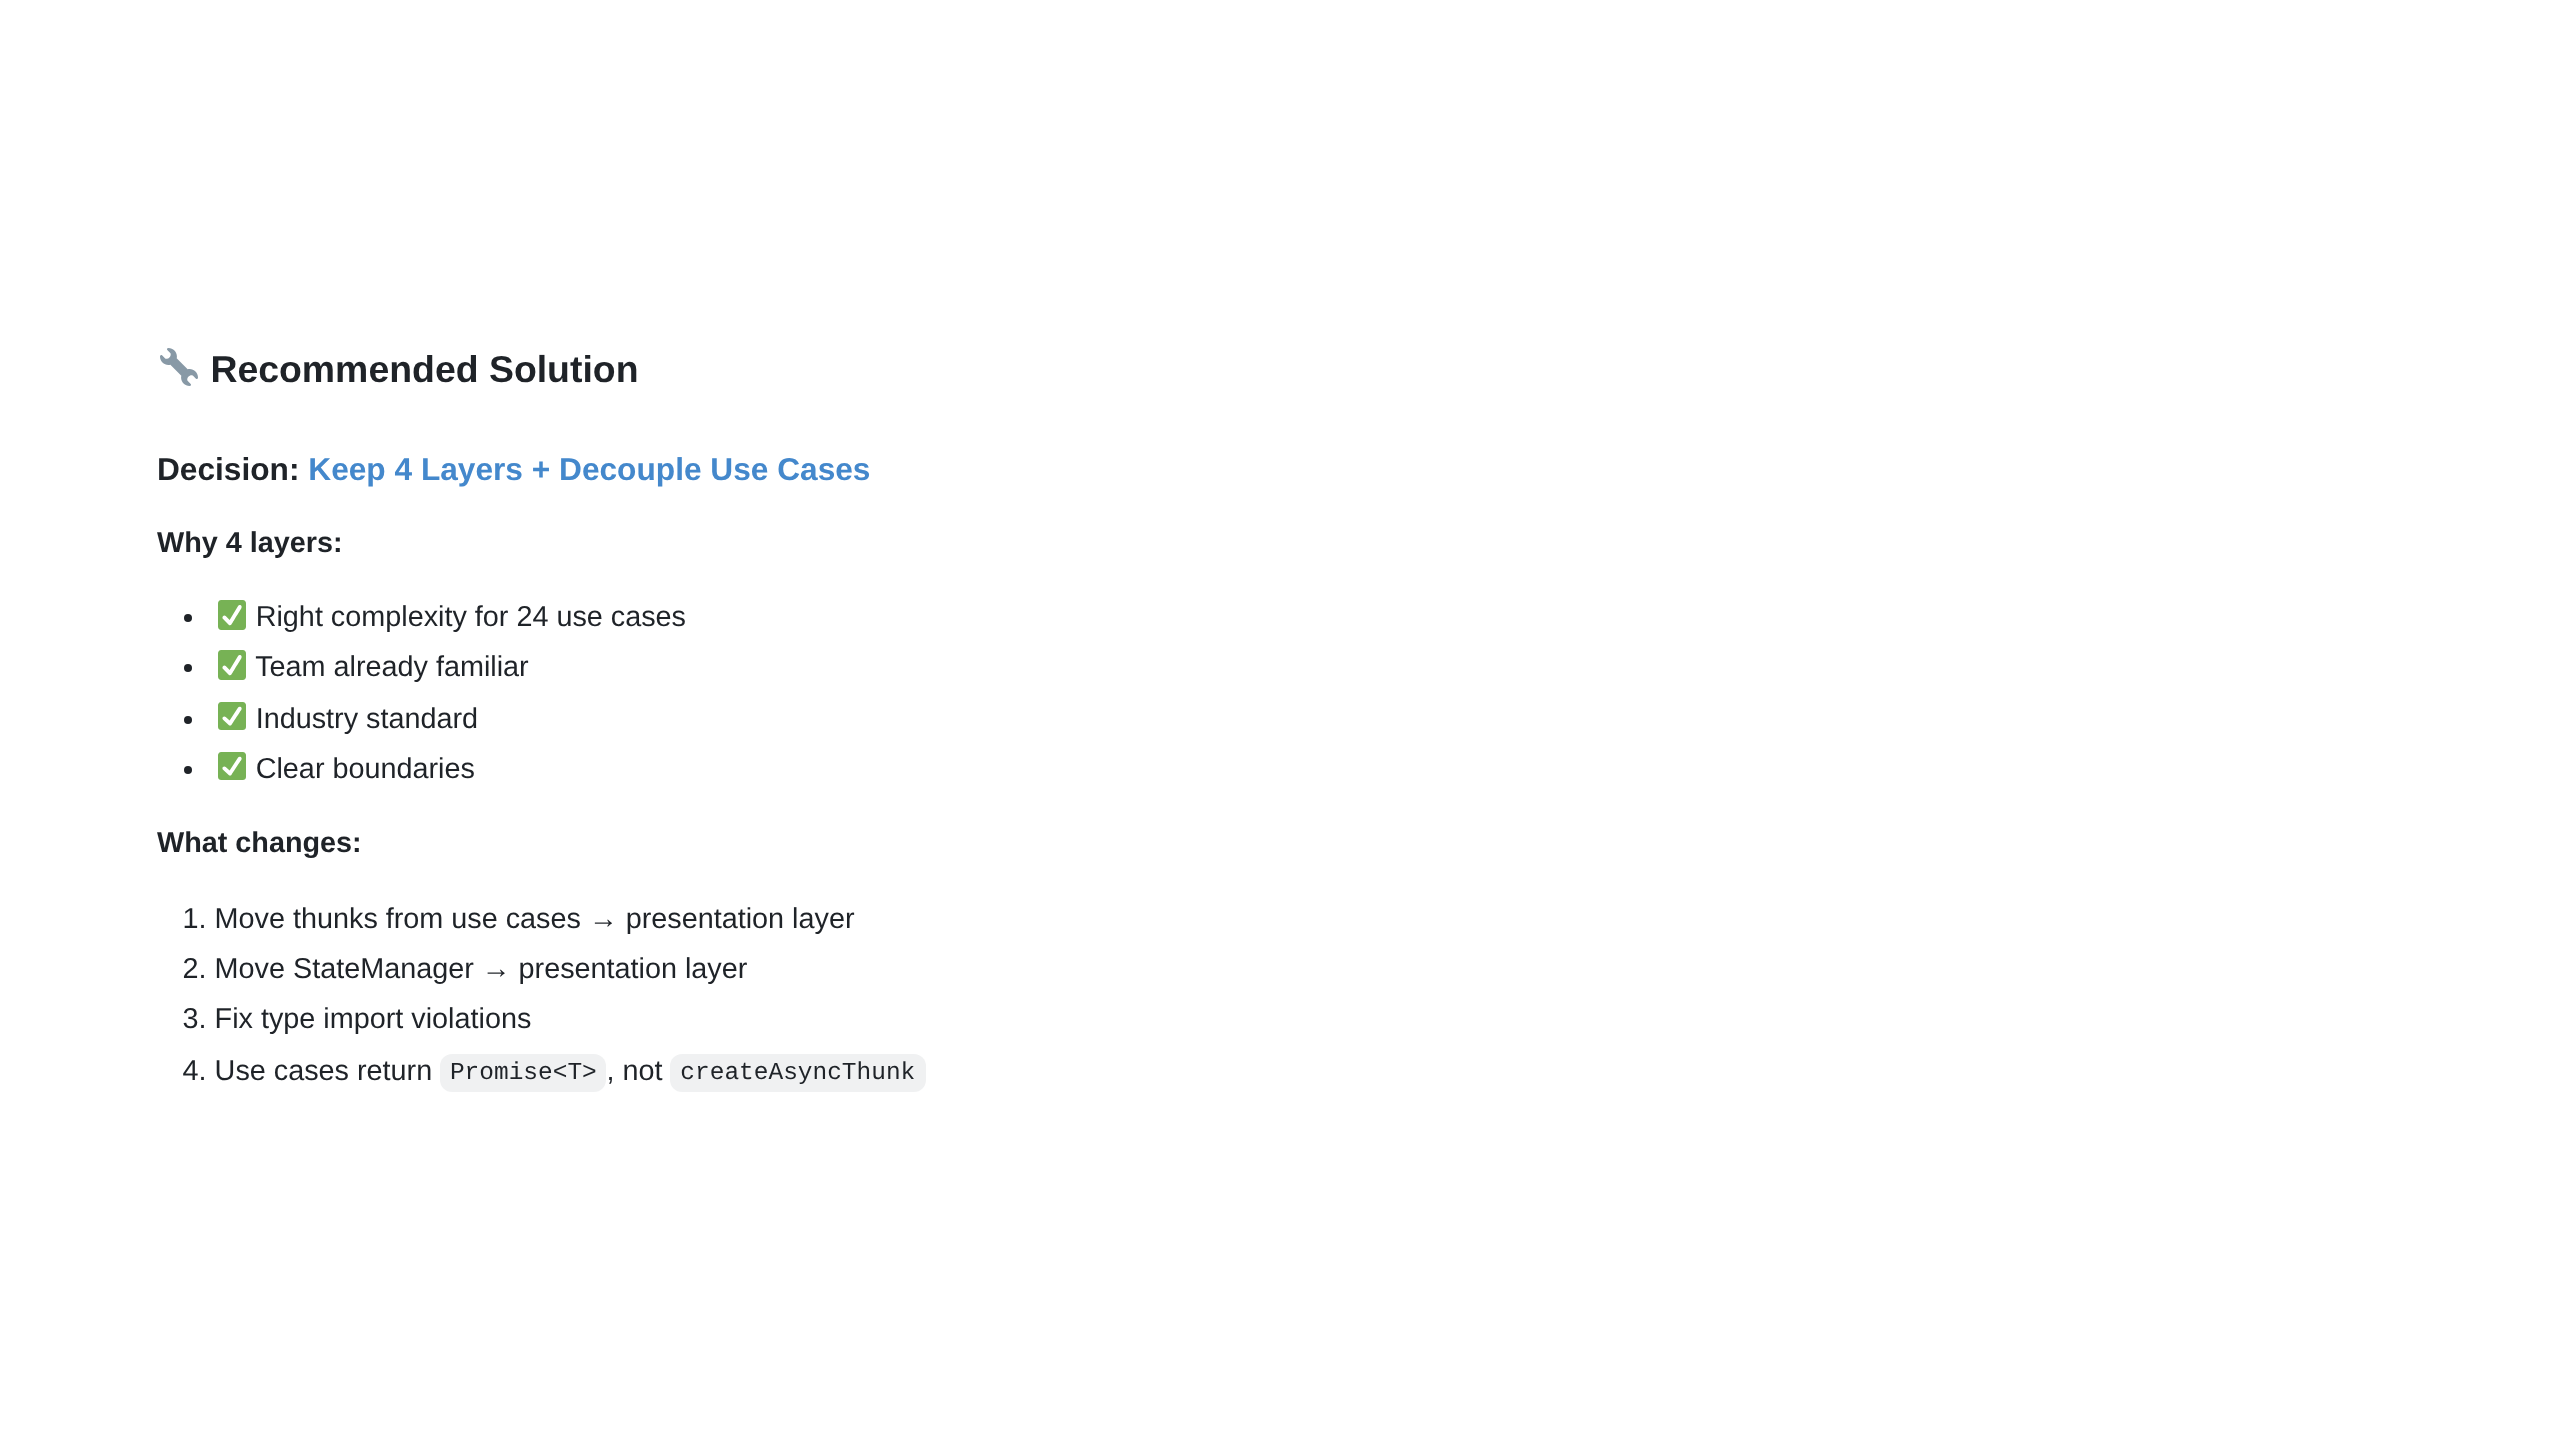 🔧 Recommended Solution
Decision: Keep 4 Layers + Decouple Use Cases
Why 4 layers:
• ✅ Right complexity for 24 use cases
• ✅ Team already familiar
• ✅ Industry standard
• ✅ Clear boundaries
What changes:
1. Move thunks from use cases → presentation layer
2. Move StateManager → presentation layer
3. Fix type import violations
4. Use cases return Promise<T>, not createAsyncThunk